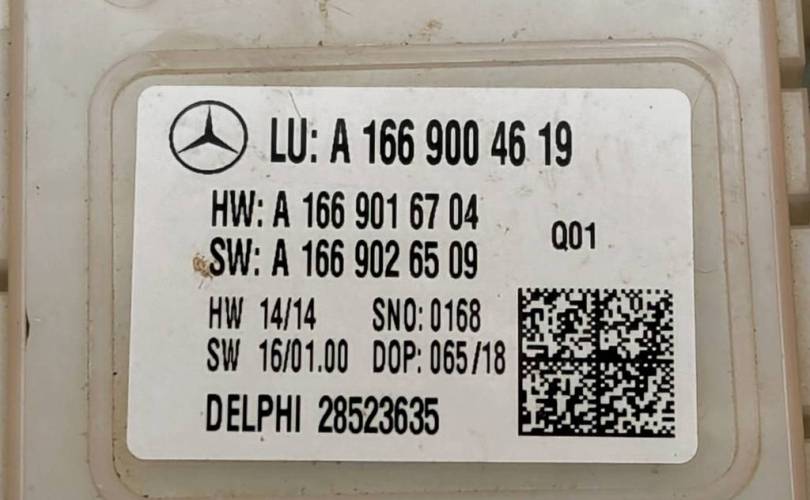 LU: A 166 900 46 19
HW: A 166 901 67 04
SW: A 166 902 65 09
Q01
HW 14/14 SNO: 0168
SW 16/01.00 DOP: 065/18
DELPHI 28523635